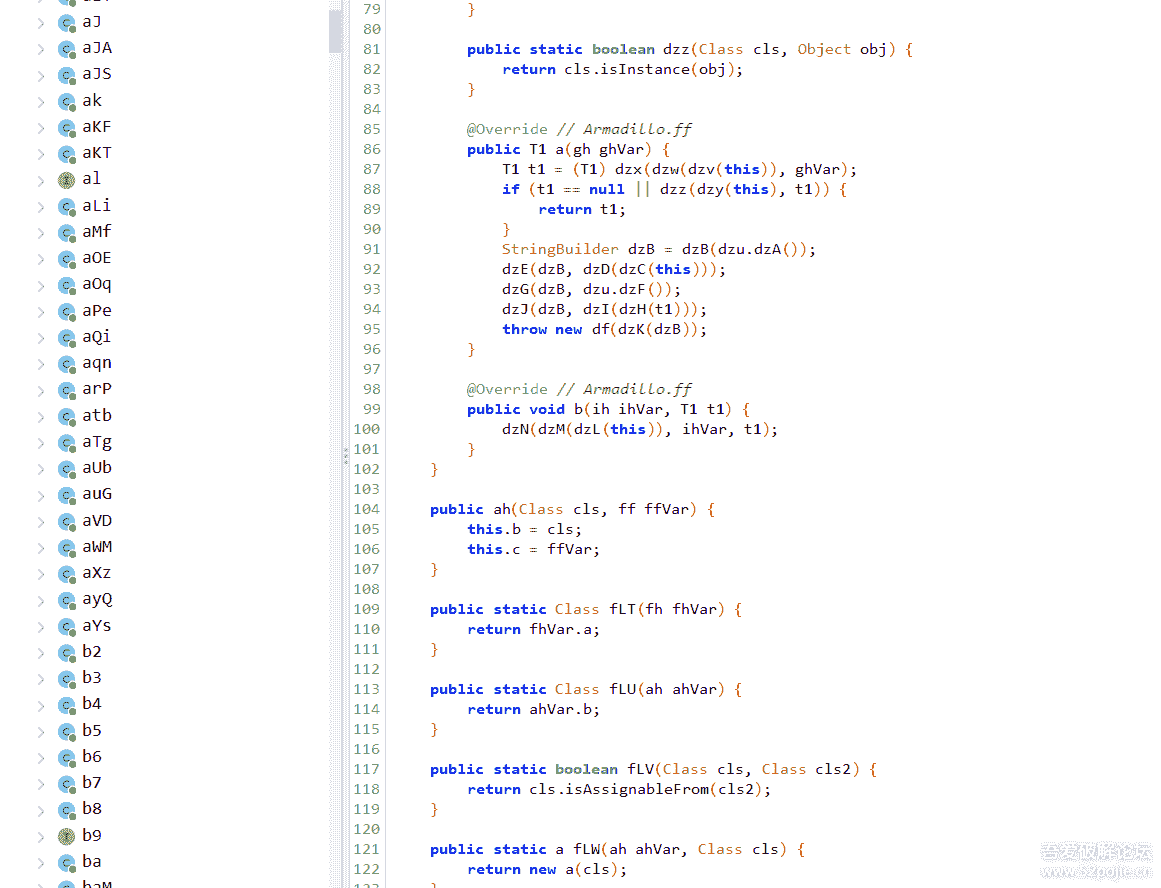 aJ
aJA
aJS
ak
aKF
aKT
al
aLi
aMf
aOE
aOq
aPe
aQi
aqn
arP
atb
aTg
aUb
auG
aVD
aWM
aXz
ayQ
aYs
b2
b3
b4
b5
b6
b7
b8
b9
ba
baM
79 }
80
81 public static boolean dzz(Class cls, Object obj) {
82 return cls.isInstance(obj);
83 }
84
85 @Override // Armadillo.ff
86 public T1 a(gh ghVar) {
87 T1 t1 = (T1) dzx(dzw(dzv(this)), ghVar);
88 if (t1 == null || dzz(dzy(this), t1)) {
89 return t1;
90 }
91 StringBuilder dzB = dzB(dzu.dzA());
92 dzE(dzB, dzD(dzC(this)));
93 dzG(dzB, dzu.dzF());
94 dzJ(dzB, dzI(dzH(t1)));
95 throw new df(dzK(dzB));
96 }
97
98 @Override // Armadillo.ff
99 public void b(ih ihVar, T1 t1) {
100 dzN(dzM(dzL(this)), ihVar, t1);
101 }
102 }
103
104 public ah(Class cls, ff ffVar) {
105 this.b = cls;
106 this.c = ffVar;
107 }
108
109 public static Class fLT(fh fhVar) {
110 return fhVar.a;
111 }
112
113 public static Class fLU(ah ahVar) {
114 return ahVar.b;
115 }
116
117 public static boolean fLV(Class cls, Class cls2) {
118 return cls.isAssignableFrom(cls2);
119 }
120
121 public static a fLW(ah ahVar, Class cls) {
122 return new a(cls);
吾爱破解论坛
www.52pojie.cn